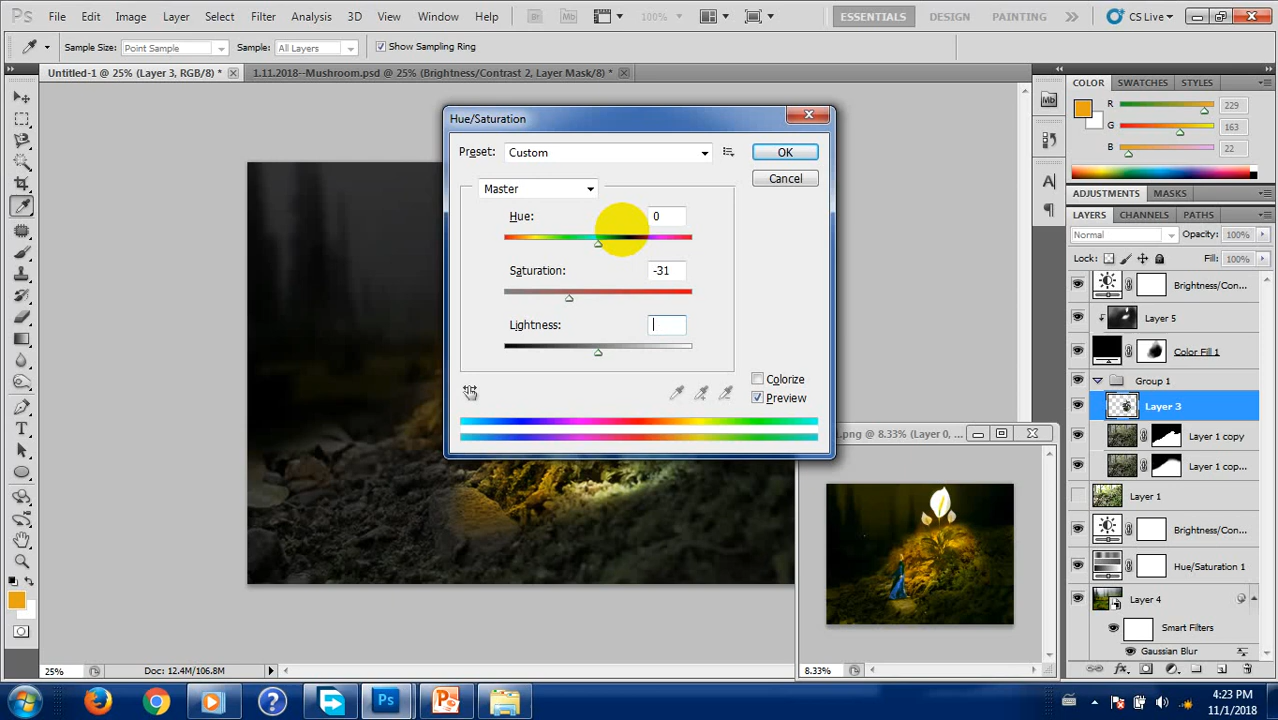 Ps File Edit Image Layer Select Filter Analysis 3D View Window Help Br Mb 100% ESSENTIALS DESIGN PAINTING CS Live
Sample Size: Point Sample Sample: All Layers Show Sampling Ring
Untitled-1 @ 25% (Layer 3, RGB/8) * 1.11.2018--Mushroom.psd @ 25% (Brightness/Contrast 2, Layer Mask/8) *
Hue/Saturation
Preset: Custom OK
Cancel
Master
Hue: 0
Saturation: -31
Lightness:
Colorize
Preview
.png @ 8.33% (Layer 0, ...
8.33%
COLOR SWATCHES STYLES
R 229
G 163
B 22
Mb
ADJUSTMENTS MASKS
LAYERS CHANNELS PATHS
Normal Opacity: 100%
Lock: Fill: 100%
Brightness/Con...
Layer 5
Color Fill 1
Group 1
Layer 3
Layer 1 copy
Layer 1 cop...
Layer 1
Brightness/Con...
Hue/Saturation 1
Layer 4
Smart Filters
Gaussian Blur
25% Doc: 12.4M/106.8M
Ps
4:23 PM
11/1/2018